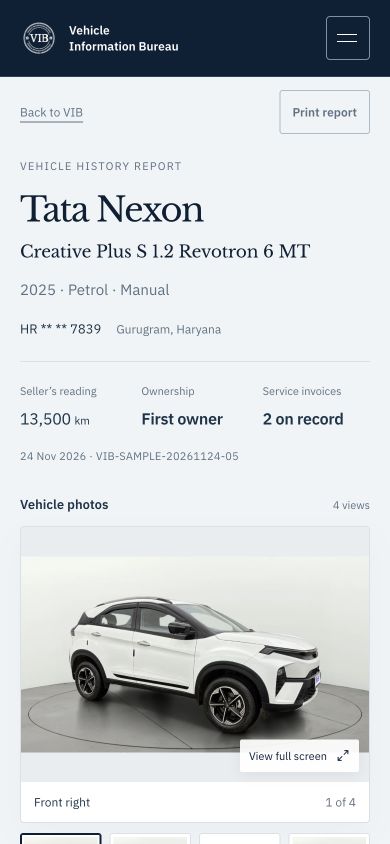 VIB
Vehicle
Information Bureau
Back to VIB
Print report
VEHICLE HISTORY REPORT
Tata Nexon
Creative Plus S 1.2 Revotron 6 MT
2025 · Petrol · Manual
HR ** ** 7839 Gurugram, Haryana
Seller’s reading Ownership Service invoices
13,500 km First owner 2 on record
24 Nov 2026 · VIB-SAMPLE-20261124-05
Vehicle photos 4 views
View full screen
Front right 1 of 4